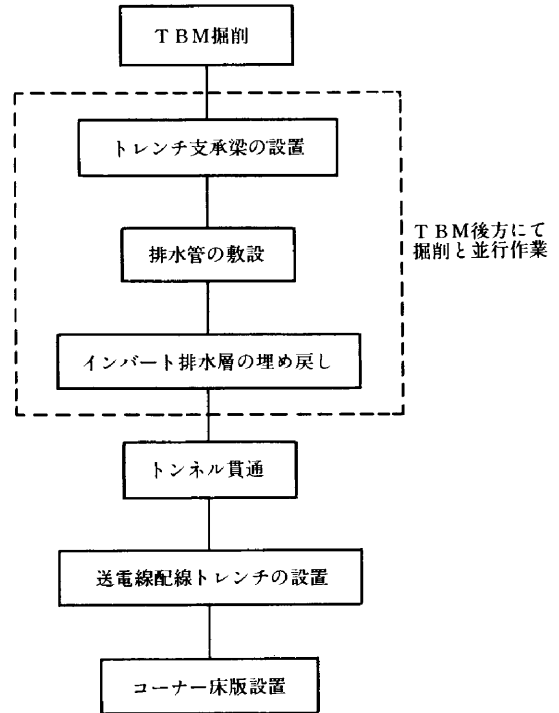 TBM掘削
トレンチ支承梁の設置
排水管の敷設
TBM後方にて
掘削と並行作業
インバート排水層の埋め戻し
トンネル貫通
送電線配線トレンチの設置
コーナー床版設置